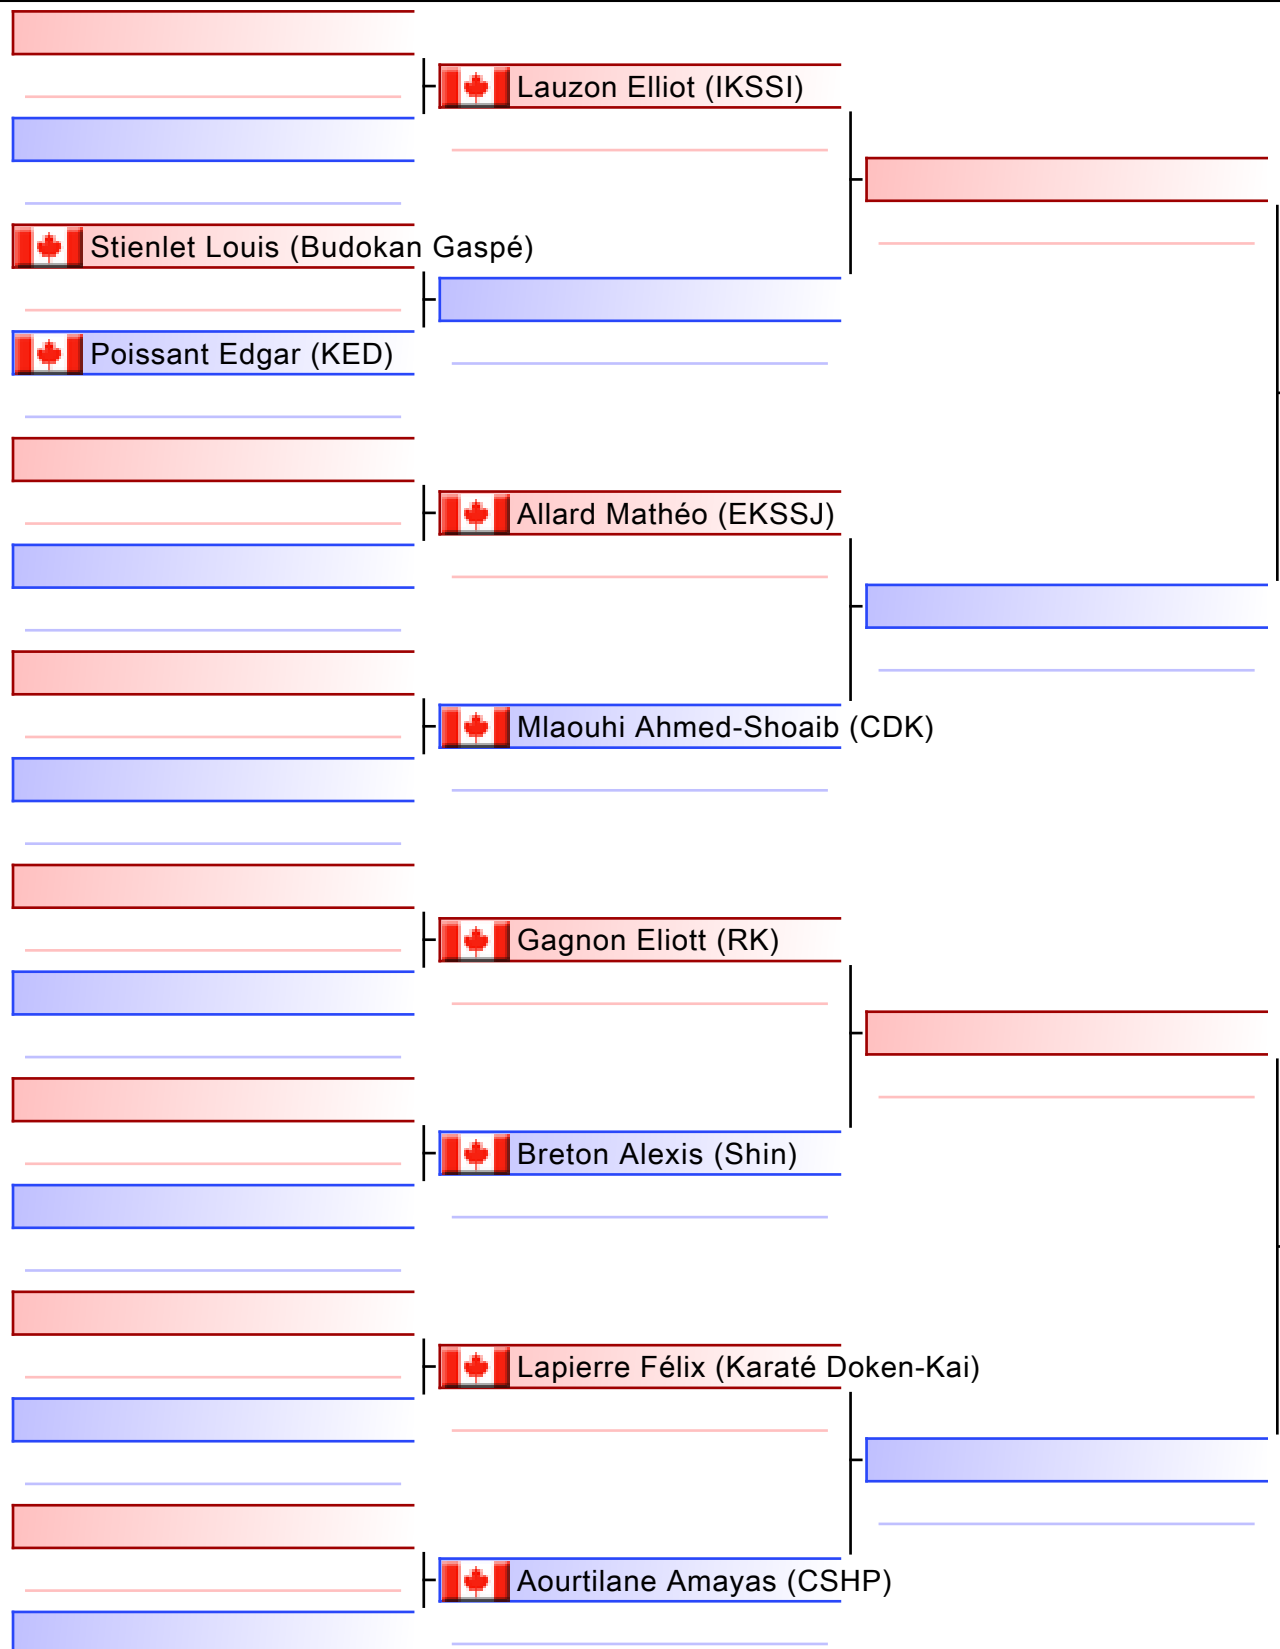 Lauzon Elliot (IKSSI)
Stienlet Louis (Budokan Gaspé)
Poissant Edgar (KED)
Allard Mathéo (EKSSJ)
Mlaouhi Ahmed-Shoaib (CDK)
Gagnon Eliott (RK)
Breton Alexis (Shin)
Lapierre Félix (Karaté Doken-Kai)
Aourtilane Amayas (CSHP)